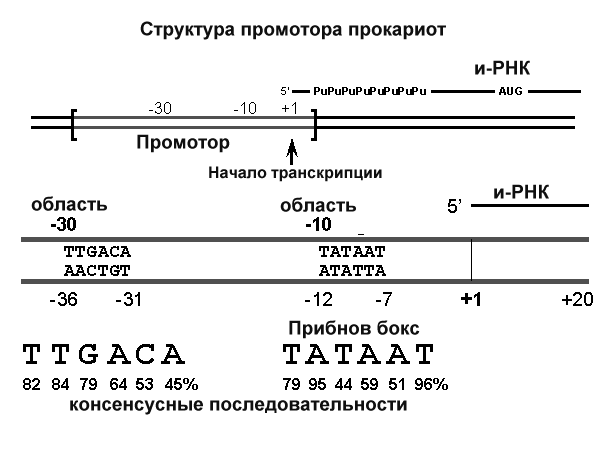 Структура промотора прокариот
и-РНК
5' PuPuPuPuPuPuPuPu AUG
-30 -10 +1
Промотор
Начало транскрипции
область область 5' и-РНК
-30 -10
TTGACA TATAAT
AACTGT ATATTA
-36 -31 -12 -7 +1 +20
Прибнов бокс
TTGACA TATAAT
82 84 79 64 53 45% 79 95 44 59 51 96%
консенсусные последовательности